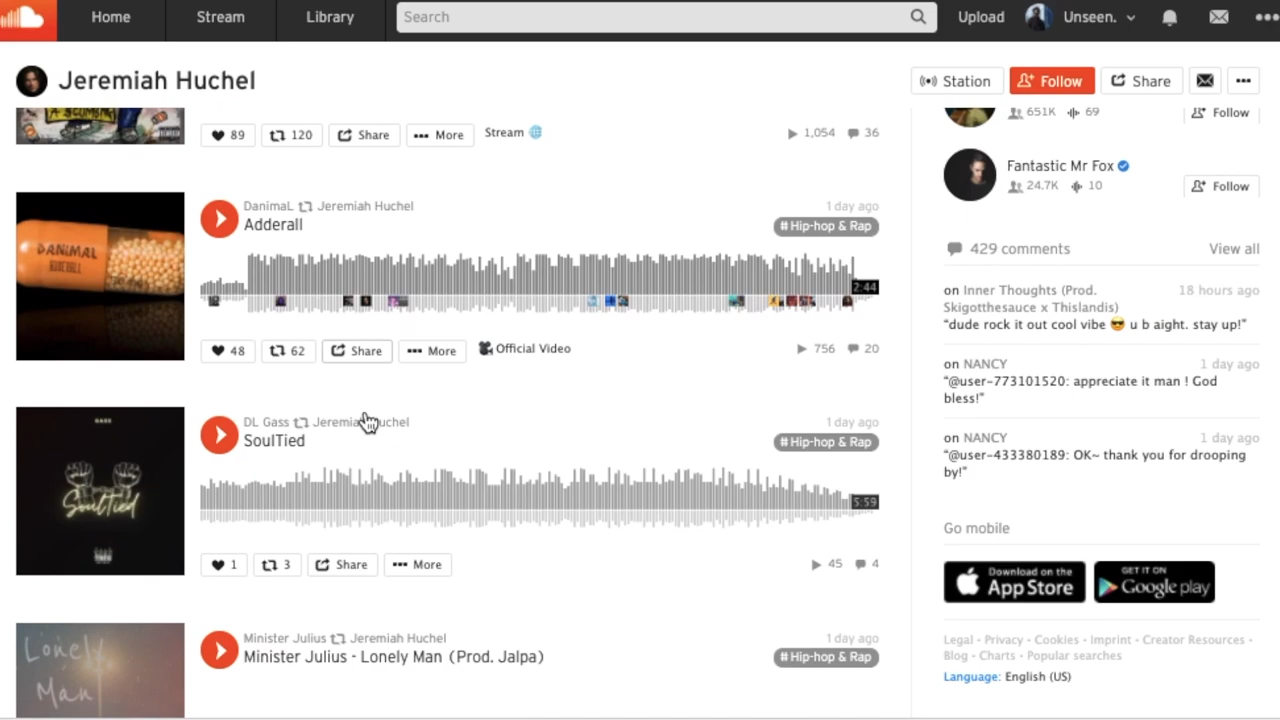 Home
Stream
Library
Search
Upload
Unseen.
Jeremiah Huchel
Station
Follow
Share
89
120
Share
More
Stream
1,054
36
DANIMAL
DanimaL Jeremiah Huchel
1 day ago
Adderall
# Hip-hop & Rap
2:44
48
62
Share
More
Official Video
756
20
GASS
SoulTied
DL Gass Jeremiah Huchel
1 day ago
SoulTied
# Hip-hop & Rap
5:59
1
3
Share
More
45
4
Lonely
Man
Minister Julius Jeremiah Huchel
1 day ago
Minister Julius - Lonely Man (Prod. Jalpa)
# Hip-hop & Rap
651K
69
Follow
Fantastic Mr Fox
24.7K
10
Follow
429 comments
View all
on Inner Thoughts (Prod.
18 hours ago
Skigotthesauce x Thislandis)
“dude rock it out cool vibe 😎 u b aight. stay up!”
on NANCY
1 day ago
“@user-773101520: appreciate it man ! God
bless!”
on NANCY
1 day ago
“@user-433380189: OK~ thank you for drooping
by!”
Go mobile
Download on the
App Store
GET IT ON
Google play
Legal - Privacy - Cookies - Imprint - Creator Resources -
Blog - Charts - Popular searches
Language: English (US)